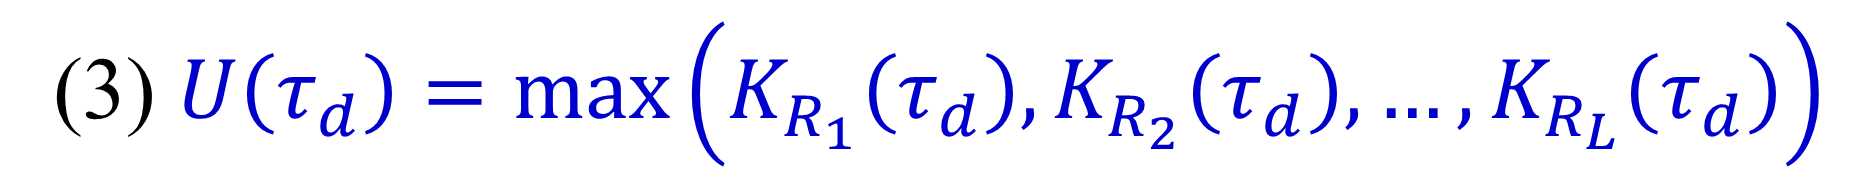 (3) U(τ_d) = max(K_{R_1}(τ_d), K_{R_2}(τ_d), …, K_{R_L}(τ_d))